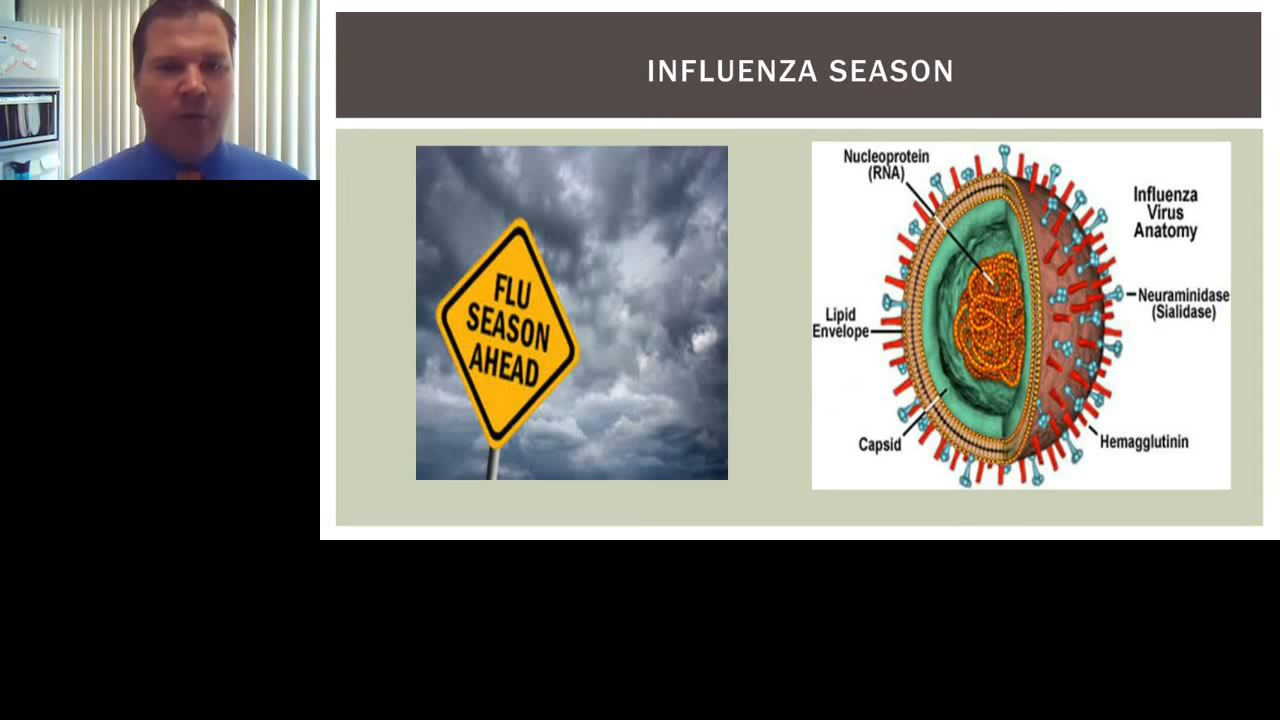 INFLUENZA SEASON
FLU
SEASON
AHEAD
Nucleoprotein
(RNA)
Influenza
Virus
Anatomy
Neuraminidase
(Sialidase)
Lipid
Envelope
Capsid
Hemagglutinin